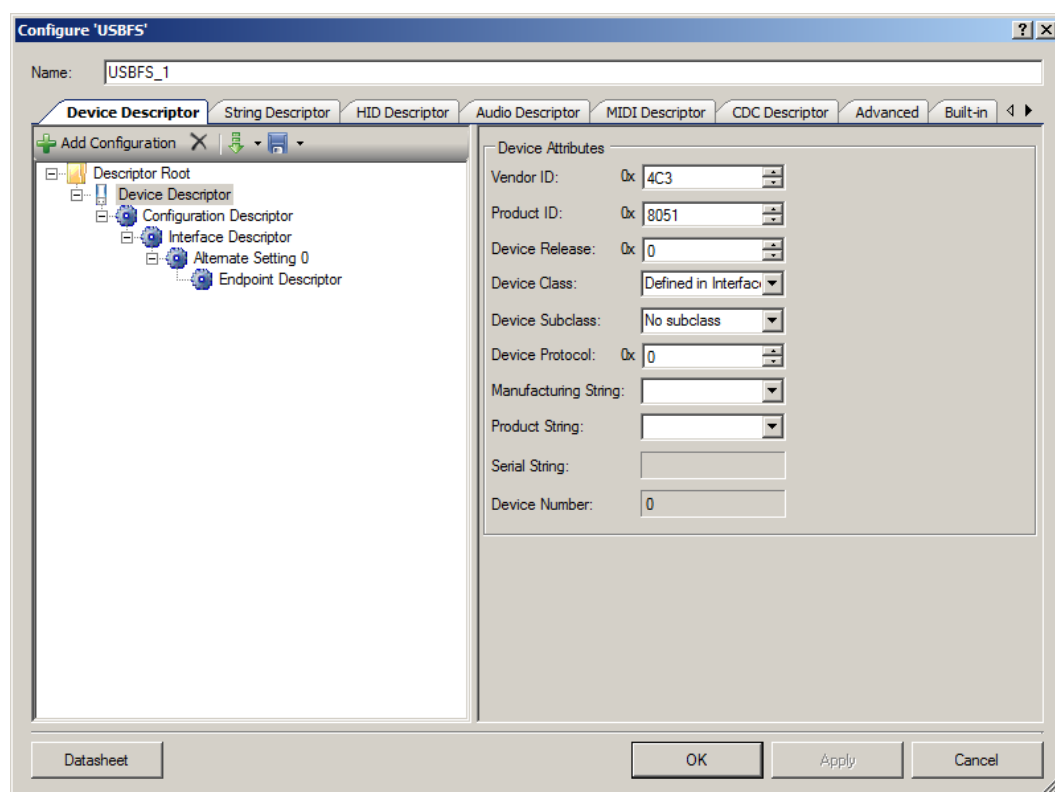 Configure 'USBFS'
Name: USBFS_1
Device Descriptor String Descriptor HID Descriptor Audio Descriptor MIDI Descriptor CDC Descriptor Advanced Built-in
Add Configuration
Descriptor Root
Device Descriptor
Configuration Descriptor
Interface Descriptor
Alternate Setting 0
Endpoint Descriptor
Device Attributes
Vendor ID: 0x 4C3
Product ID: 0x 8051
Device Release: 0x 0
Device Class: Defined in Interfac
Device Subclass: No subclass
Device Protocol: 0x 0
Manufacturing String:
Product String:
Serial String:
Device Number: 0
Datasheet OK Apply Cancel